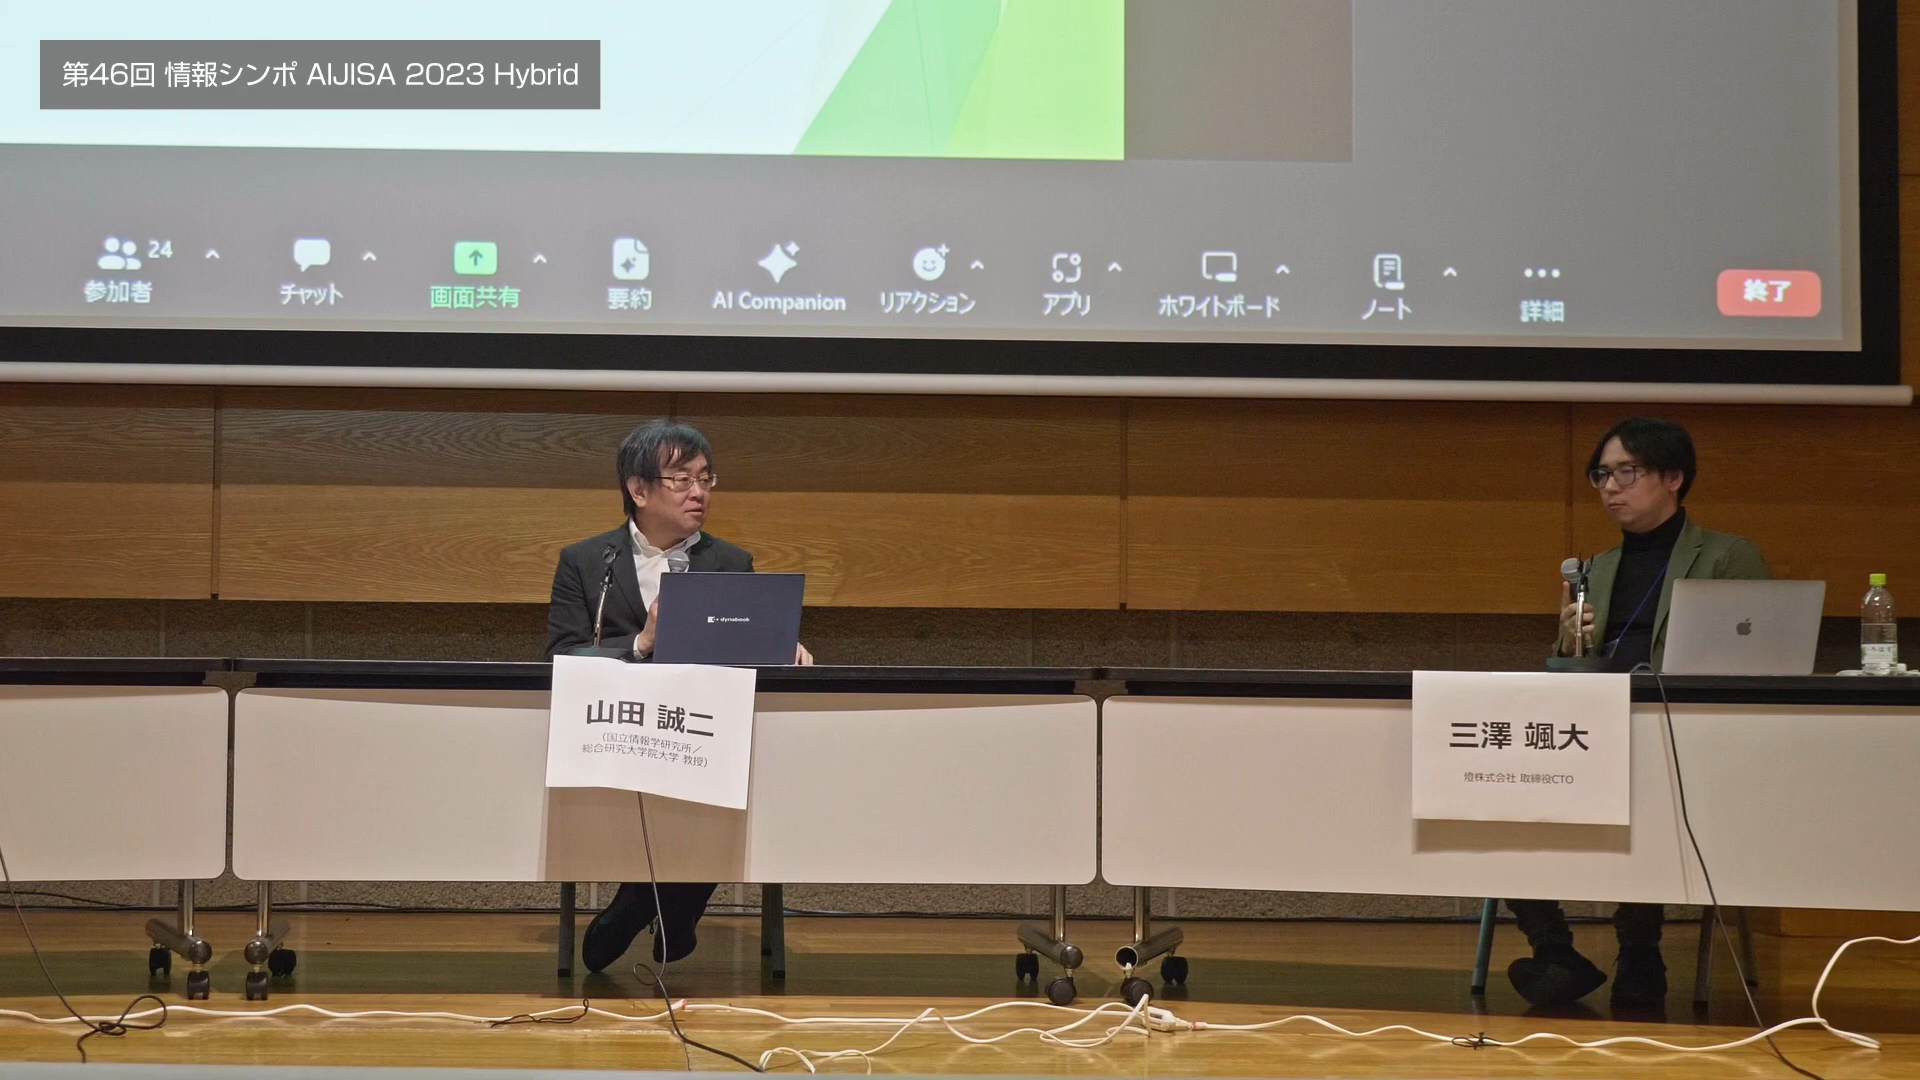 第46回 情報シンポ AIJISA 2023 Hybrid
24
参加者
チャット
画面共有
要約
AI Companion
リアクション
アプリ
ホワイトボード
ノート
詳細
終了
dynabook
山田 誠二
(国立情報学研究所／
総合研究大学院大学 教授)
三澤 颯大
燈株式会社 取締役CTO